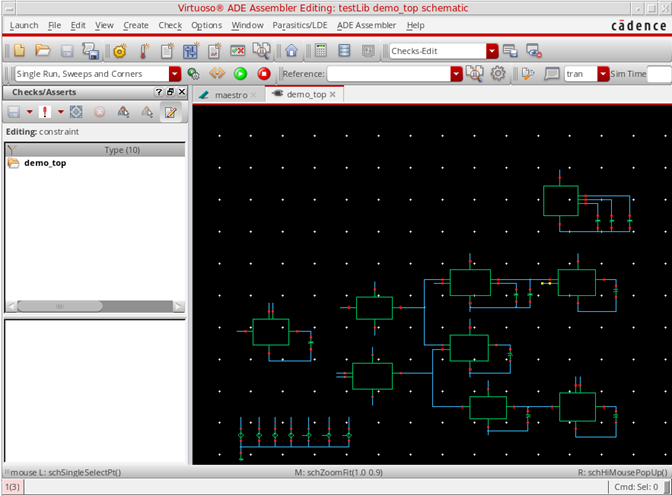 Virtuoso® ADE Assembler Editing: testLib demo_top schematic
Launch File Edit View Create Check Options Window Parasitics/LDE ADE Assembler Help
cādence
Checks-Edit
Single Run, Sweeps and Corners Reference: tran Sim Time
Checks/Asserts
maestro demo_top
Editing: constraint
Type (10)
demo_top
mouse L: schSingleSelectPt() M: schZoomFit(1.0 0.9) R: schHiMousePopUp()
1(3) Cmd: Sel: 0